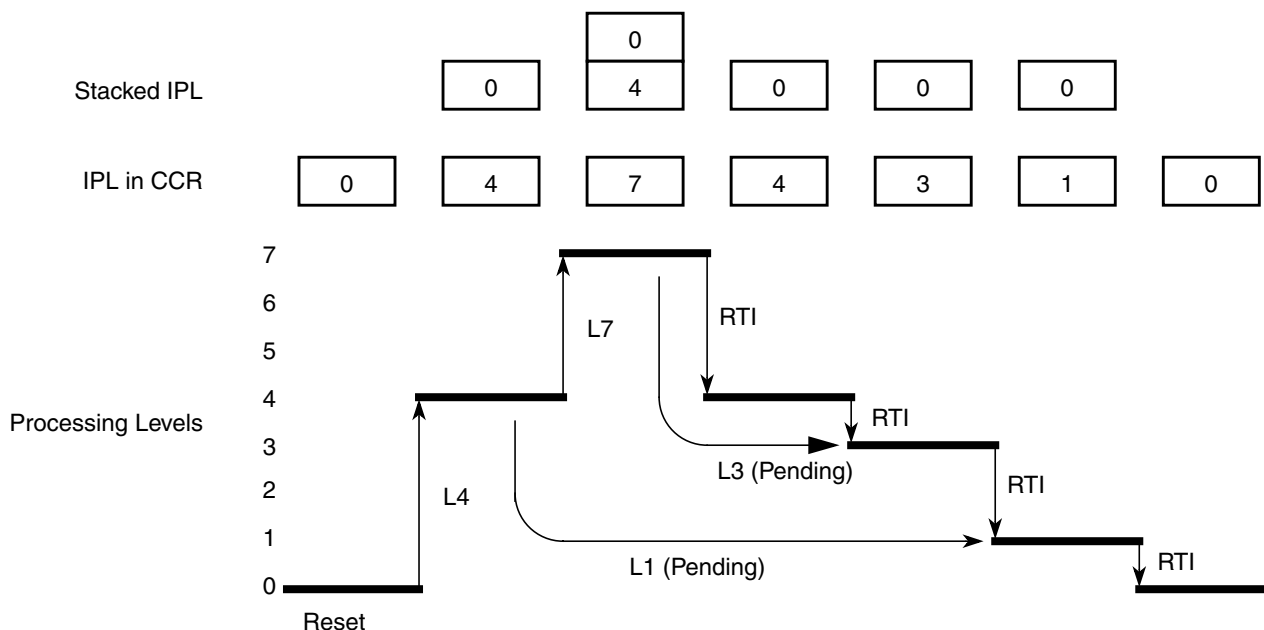 0
Stacked IPL 0 4 0 0 0
IPL in CCR 0 4 7 4 3 1 0
7
6
L7 RTI
5
4
Processing Levels RTI
3
L3 (Pending)
2
L4 RTI
1
L1 (Pending) RTI
0
Reset